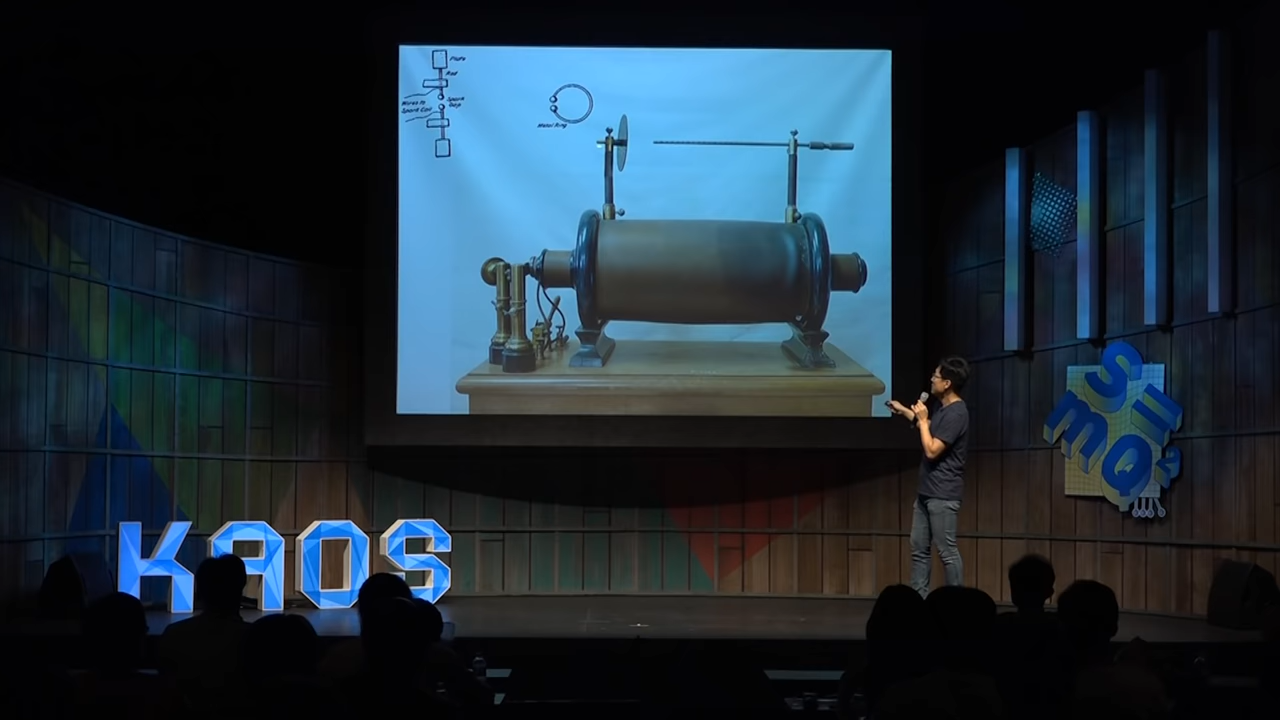 Plate
Rod
Wires to
Spark Coil
Spark
Gap
Metal Ring
KAOS